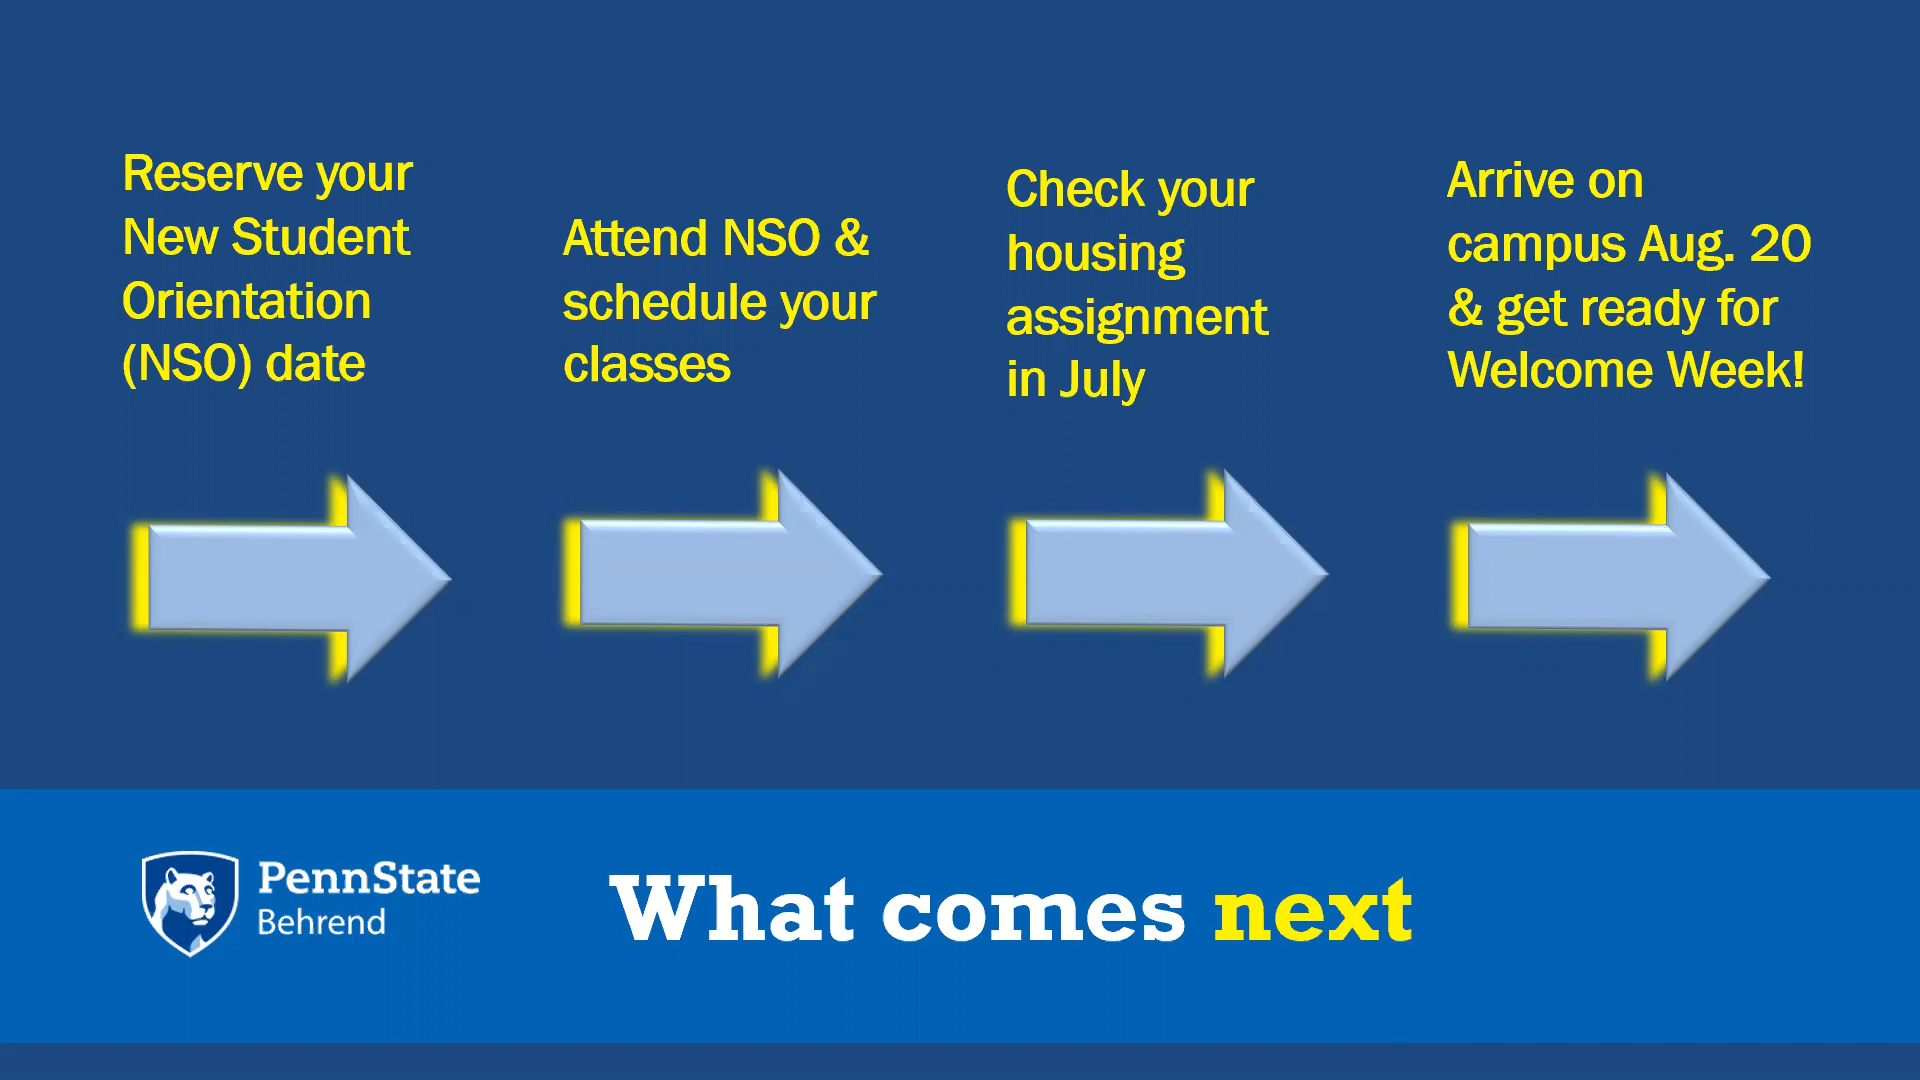 Reserve your
New Student
Orientation
(NSO) date
Attend NSO &
schedule your
classes
Check your
housing
assignment
in July
Arrive on
campus Aug. 20
& get ready for
Welcome Week!
PennState
Behrend
What comes next